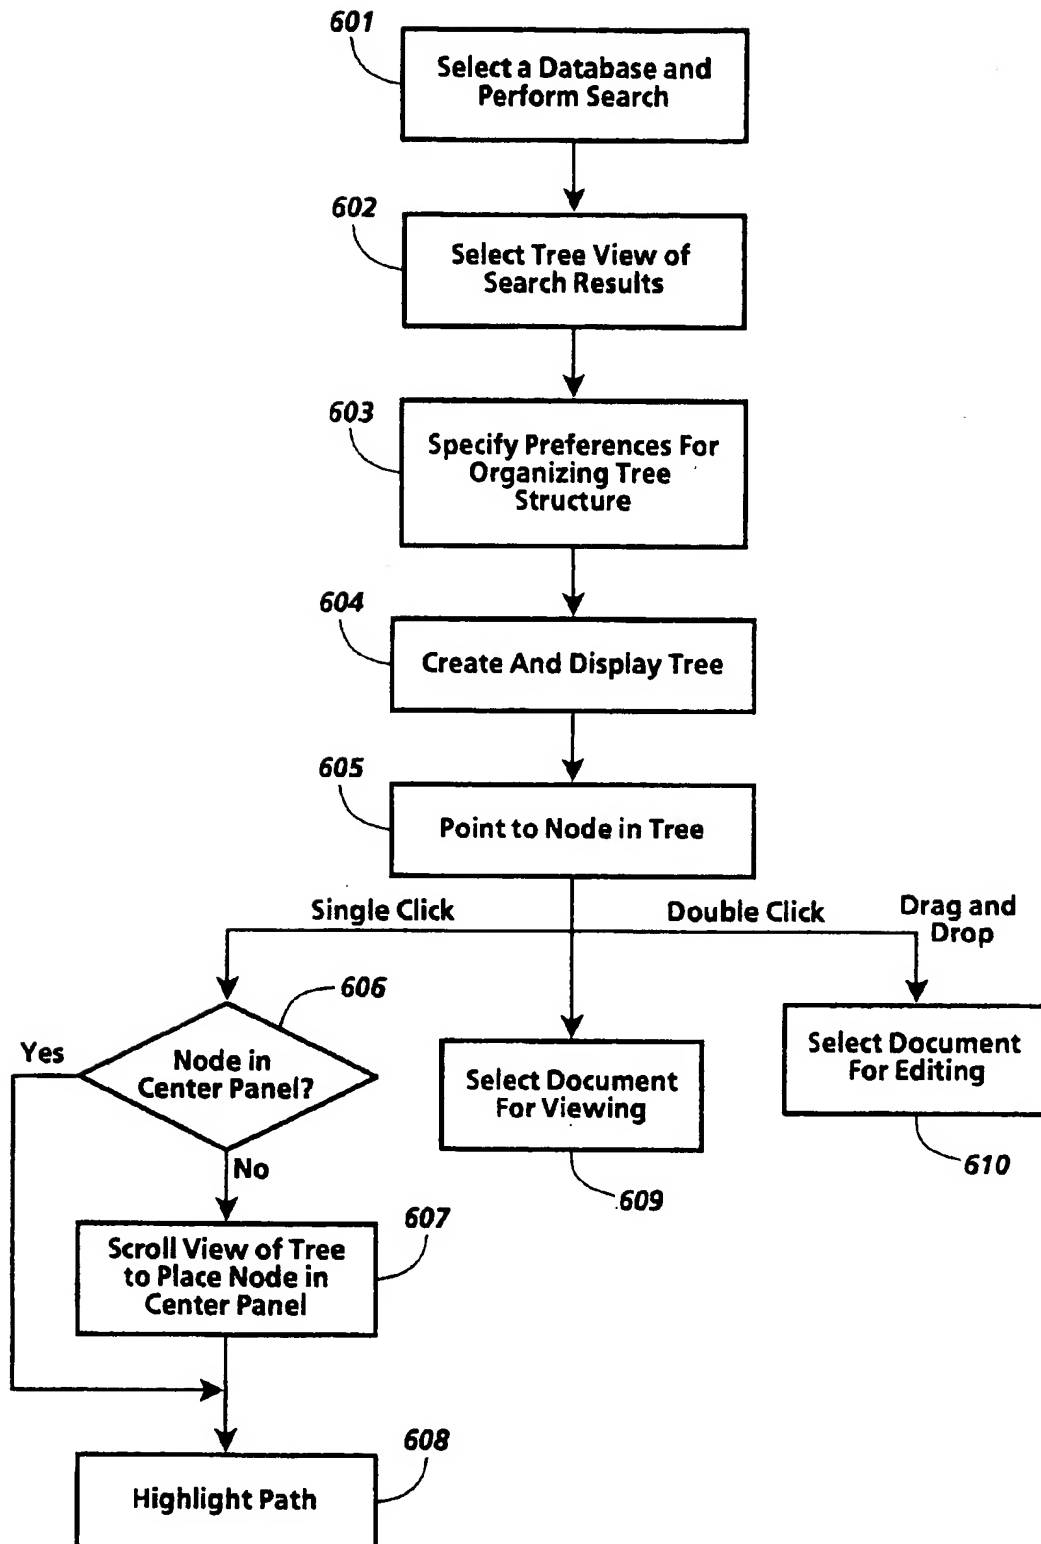 601
Select a Database and
Perform Search
602
Select Tree View of
Search Results
603
Specify Preferences For
Organizing Tree
Structure
604
Create And Display Tree
605
Point to Node in Tree
Single Click
Double Click
Drag and
Drop
606
Yes
Node in
Center Panel?
No
Select Document
For Viewing
609
Select Document
For Editing
610
607
Scroll View of Tree
to Place Node in
Center Panel
608
Highlight Path